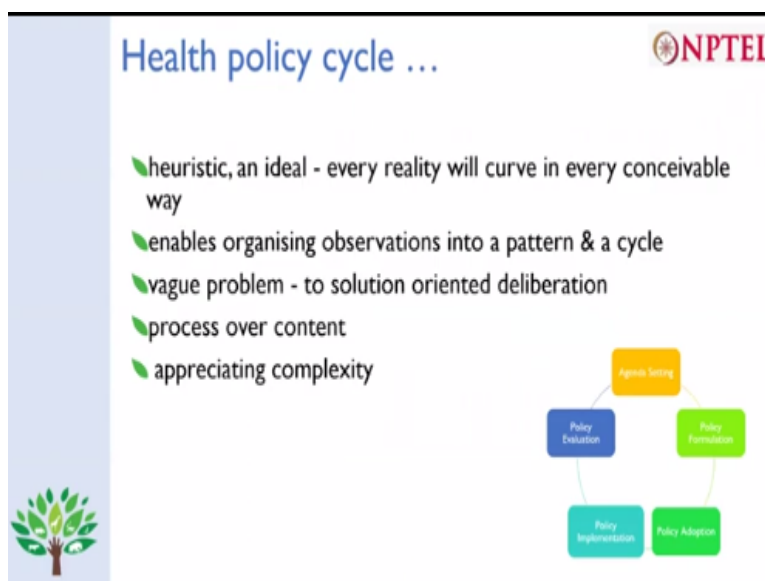 Health policy cycle ...
NPTEL
heuristic, an ideal - every reality will curve in every conceivable
way
enables organising observations into a pattern & a cycle
vague problem - to solution oriented deliberation
process over content
appreciating complexity
Agenda Setting
Policy
Evaluation
Policy
Formulation
Policy
Implementation
Policy Adoption